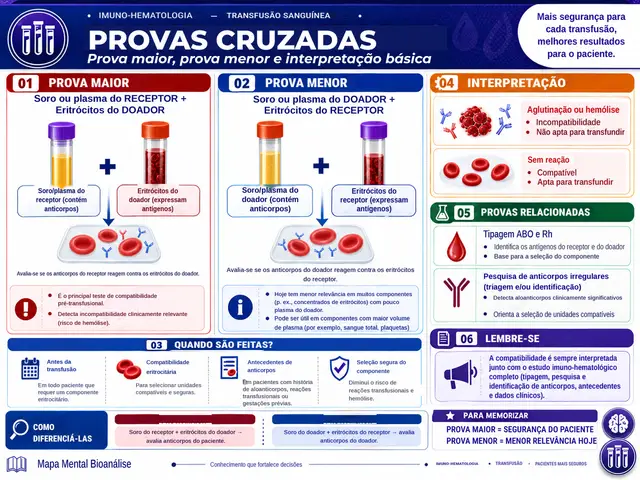 IMUNO-HEMATOLOGIA — TRANSFUSÃO SANGUÍNEA
PROVAS CRUZADAS
Prova maior, prova menor e interpretação básica
Mais segurança para
cada transfusão,
melhores resultados
para o paciente.
01 PROVA MAIOR
Soro ou plasma do RECEPTOR +
Eritrócitos do DOADOR
+
Soro/plasma do
receptor (contém
anticorpos)
Eritrócitos do
doador (expressam
antígenos)
Avalia-se se os anticorpos do receptor reagem contra os eritrócitos do doador.
É o principal teste de compatibilidade
pré-transfusional.
Detecta incompatibilidade clinicamente relevante
(risco de hemólise).
02 PROVA MENOR
Soro ou plasma do DOADOR +
Eritrócitos do RECEPTOR
+
Soro/plasma do
doador (contém
anticorpos)
Eritrócitos do
receptor (expressam
antígenos)
Avalia-se se os anticorpos do doador reagem contra os eritrócitos
do receptor.
Hoje tem menor relevância em muitos componentes
(p. ex., concentrados de eritrócitos) com pouco
plasma do doador.
Pode ser útil em componentes com maior volume
de plasma (por exemplo, sangue total, plaquetas)
03 QUANDO SÃO FEITAS?
Antes da
transfusão
Em todo paciente que
requer um componente
eritrocitário.
Compatibilidade
eritrocitária
Para selecionar unidades
compatíveis e seguras.
Antecedentes de
anticorpos
Em pacientes com história
de aloanticorpos, reações
transfusionais ou
gestações prévias.
Seleção segura do
componente
Diminui o risco de
reações transfusionais e
hemólise.
04 INTERPRETAÇÃO
Aglutinação ou hemólise
Incompatibilidade
Não apta para transfundir
Sem reação
Compatível
Apta para transfundir
05 PROVAS RELACIONADAS
Tipagem ABO e Rh
Identifica os antígenos do receptor e do doador
Base para a seleção do componente
Pesquisa de anticorpos irregulares
(triagem e/ou identificação)
Detecta aloanticorpos clinicamente significativos
Orienta a seleção de unidades compatíveis
06 LEMBRE-SE
A compatibilidade é sempre interpretada
junto com o estudo imuno-hematológico
completo (tipagem, pesquisa e
identificação de anticorpos, antecedentes
e dados clínicos).
COMO
DIFERENCIÁ-LAS
Soro do receptor + eritrócitos do doador →
avalia anticorpos do paciente.
Soro do doador + eritrócitos do receptor → avalia
anticorpos do doador.
PARA MEMORIZAR
PROVA MAIOR = SEGURANÇA DO PACIENTE
PROVA MENOR = MENOR RELEVÂNCIA HOJE
Mapa Mental Bioanálise
Conhecimento que fortalece decisões
IMUNO-HEMATOLOGIA • TRANSFUSÃO • PACIENTES MAIS SEGUROS